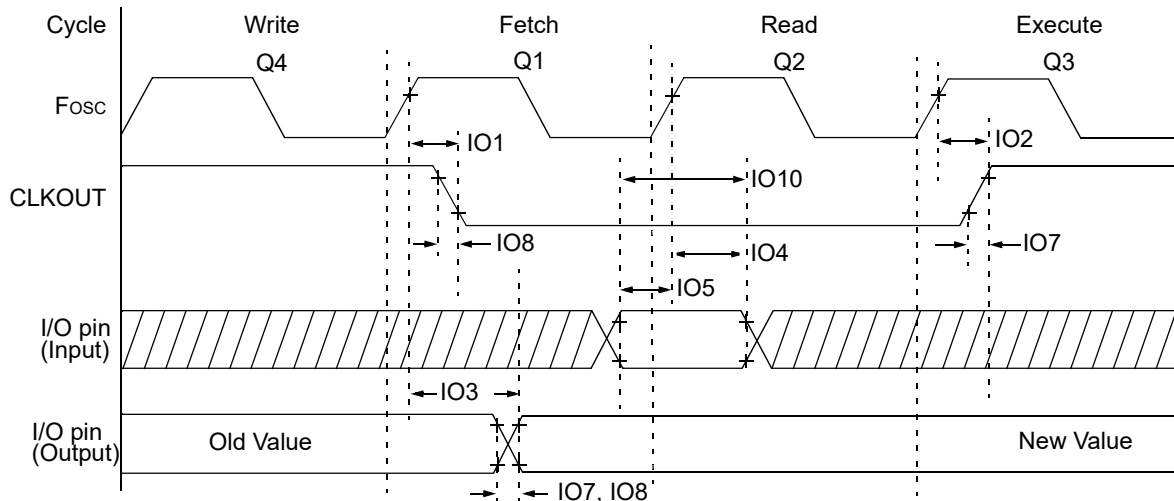 Cycle Write Fetch Read Execute
Q4 Q1 Q2 Q3
Fosc
IO1 IO2
CLKOUT
IO10
IO8 IO4 IO7
IO5
I/O pin
(Input)
IO3
I/O pin
(Output)
Old Value New Value
IO7, IO8